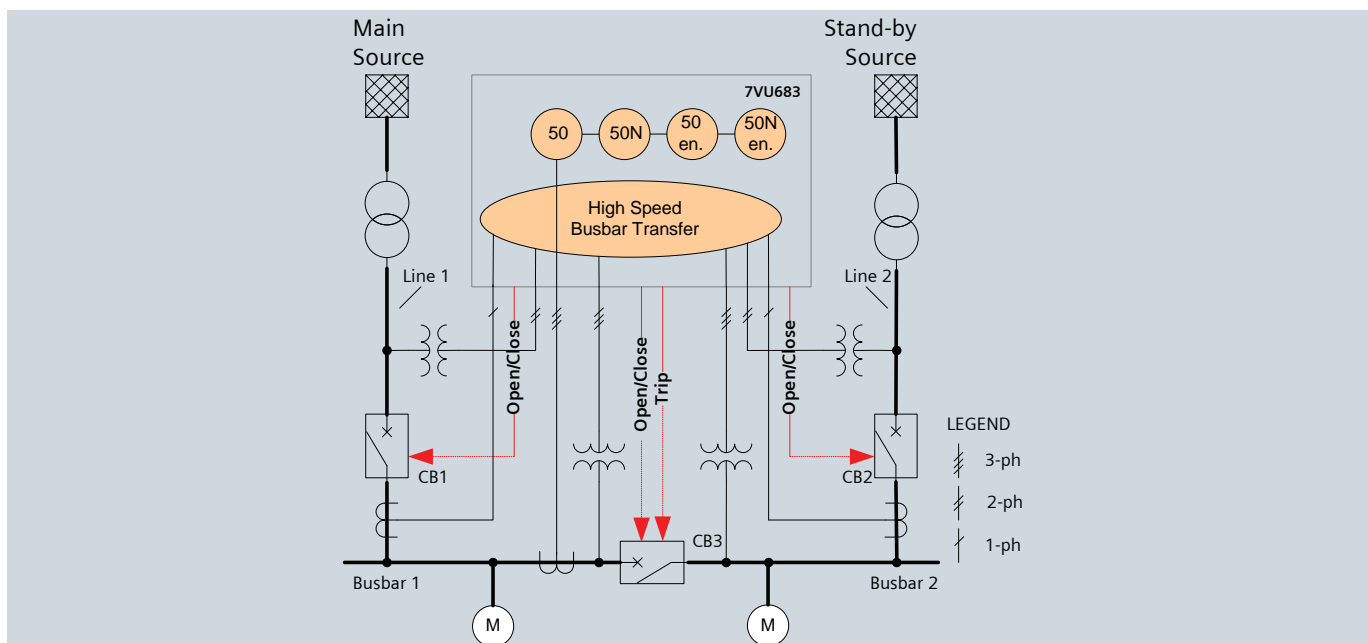 Main
Source
Stand-by
Source
7VU683
50
50N
50
en.
50N
en.
High Speed
Busbar Transfer
Line 1
Line 2
Open/Close
Open/Close
Trip
Open/Close
LEGEND
3-ph
2-ph
1-ph
CB1
CB2
CB3
Busbar 1
Busbar 2
M
M